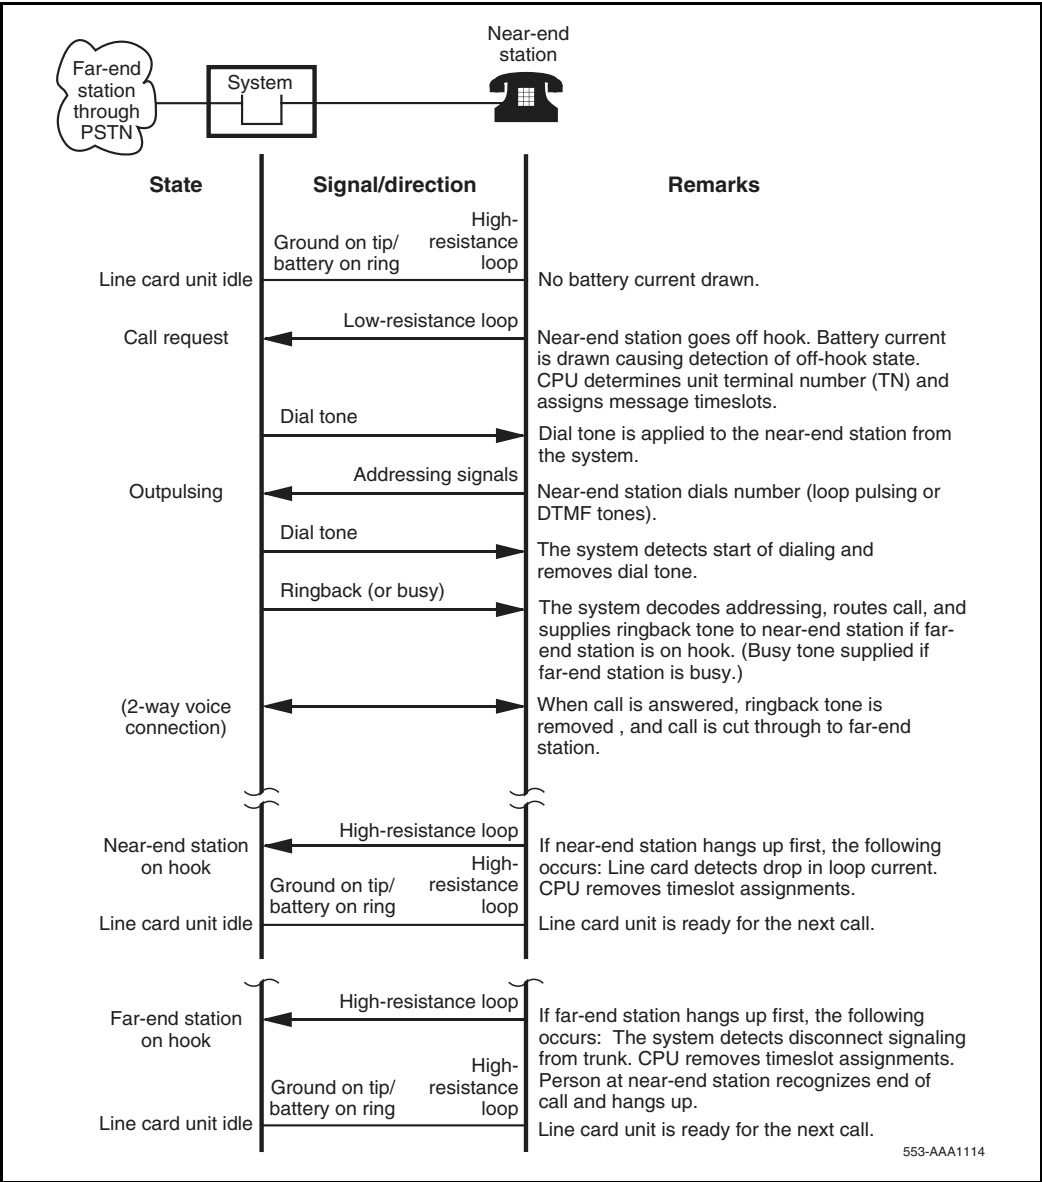 Near-end
station
Far-end
station
through
PSTN
System
State
Signal/direction
Remarks
Ground on tip/
battery on ring
High-
resistance
loop
Line card unit idle
No battery current drawn.
Low-resistance loop
Call request
Near-end station goes off hook. Battery current
is drawn causing detection of off-hook state.
CPU determines unit terminal number (TN) and
assigns message timeslots.
Dial tone
Dial tone is applied to the near-end station from
the system.
Addressing signals
Outpulsing
Near-end station dials number (loop pulsing or
DTMF tones).
Dial tone
The system detects start of dialing and
removes dial tone.
Ringback (or busy)
The system decodes addressing, routes call, and
supplies ringback tone to near-end station if far-
end station is on hook. (Busy tone supplied if
far-end station is busy.)
(2-way voice
connection)
When call is answered, ringback tone is
removed , and call is cut through to far-end
station.
High-resistance loop
Near-end station
on hook
If near-end station hangs up first, the following
occurs: Line card detects drop in loop current.
CPU removes timeslot assignments.
Ground on tip/
battery on ring
High-
resistance
loop
Line card unit idle
Line card unit is ready for the next call.
High-resistance loop
Far-end station
on hook
If far-end station hangs up first, the following
occurs: The system detects disconnect signaling
from trunk. CPU removes timeslot assignments.
Person at near-end station recognizes end of
call and hangs up.
Ground on tip/
battery on ring
High-
resistance
loop
Line card unit idle
Line card unit is ready for the next call.
553-AAA1114